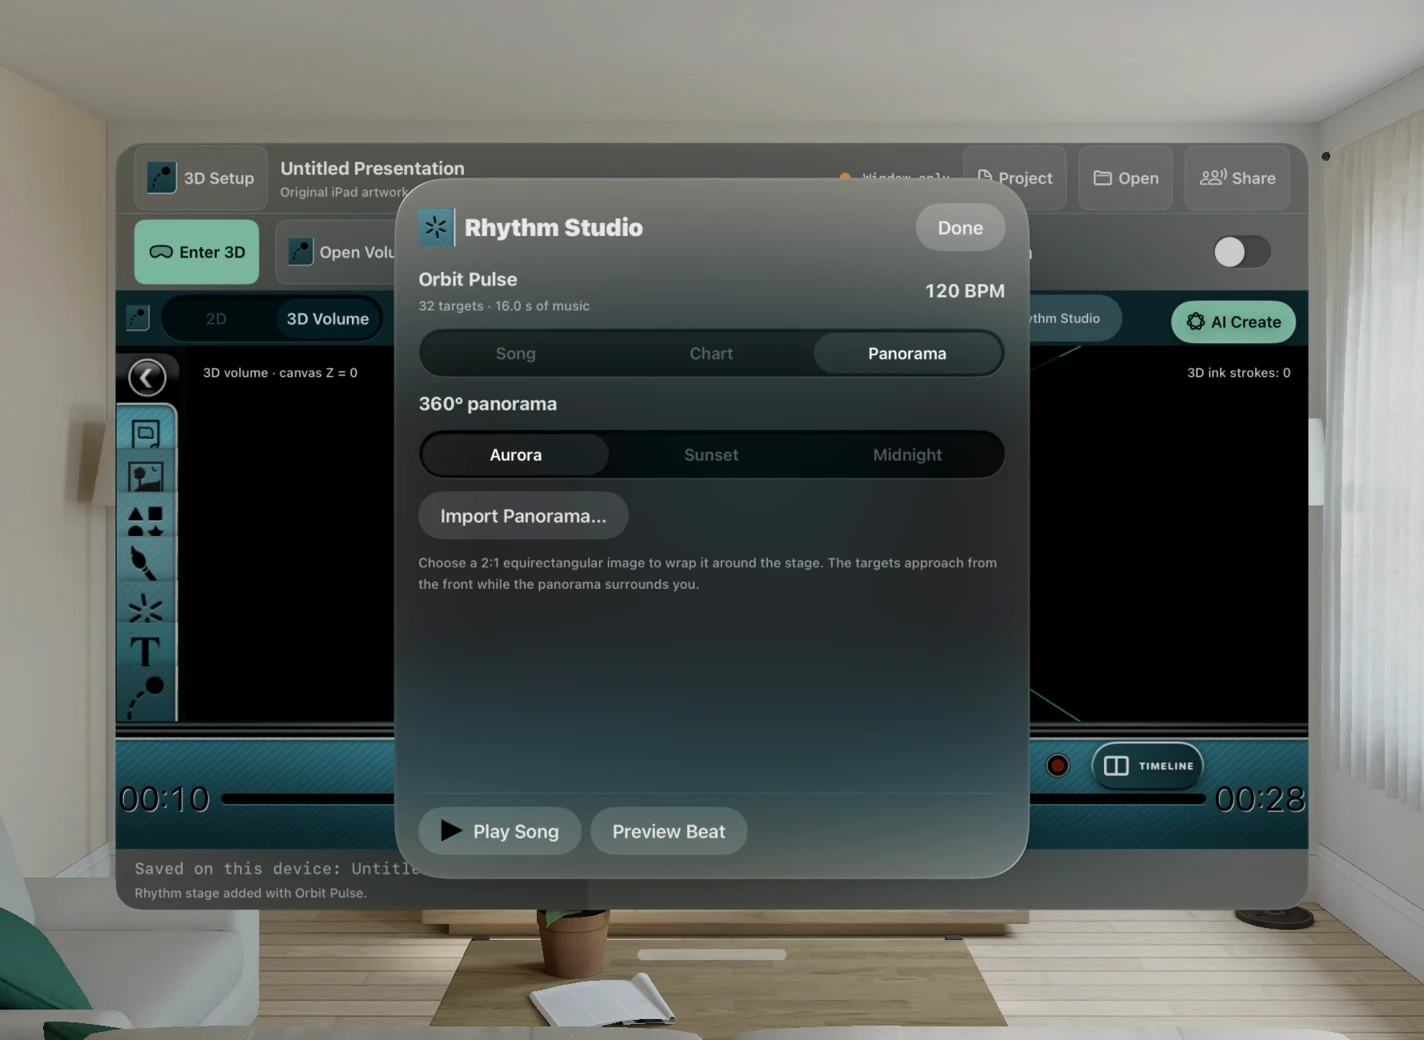 3D Setup
Untitled Presentation
Original iPad artwork
Window only
Project
Open
Share
Enter 3D
Open
2D
3D Volume
Studio
AI Create
3D volume · canvas Z = 0
3D ink strokes: 0
Rhythm Studio
Done
Orbit Pulse
120 BPM
32 targets · 16.0 s of music
Song
Chart
Panorama
360° panorama
Aurora
Sunset
Midnight
Import Panorama...
Choose a 2:1 equirectangular image to wrap it around the stage. The targets approach from
the front while the panorama surrounds you.
Play Song
Preview Beat
T
TIMELINE
00:10
00:28
Saved on this device:
Rhythm stage added with Orbit Pulse.